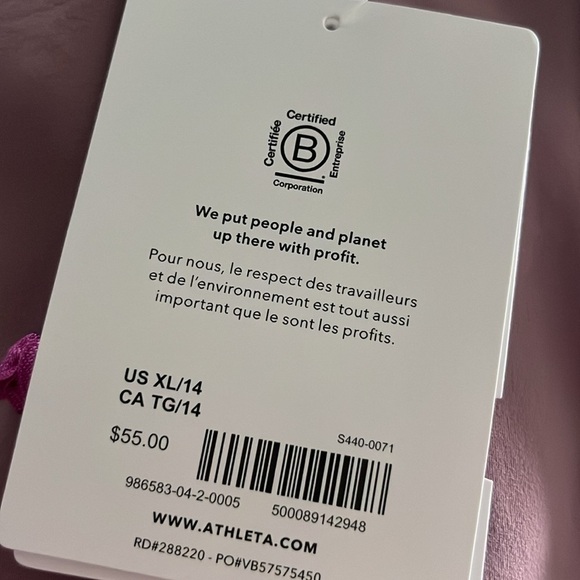 Certified
Certifiée
B
Entreprise
Corporation
We put people and planet
up there with profit.
Pour nous, le respect des travailleurs
et de l'environnement est tout aussi
important que le sont les profits.
US XL/14
CA TG/14
$55.00
S440-0071
986583-04-2-0005
500089142948
WWW.ATHLETA.COM
RD#288220 - PO#VB57575450